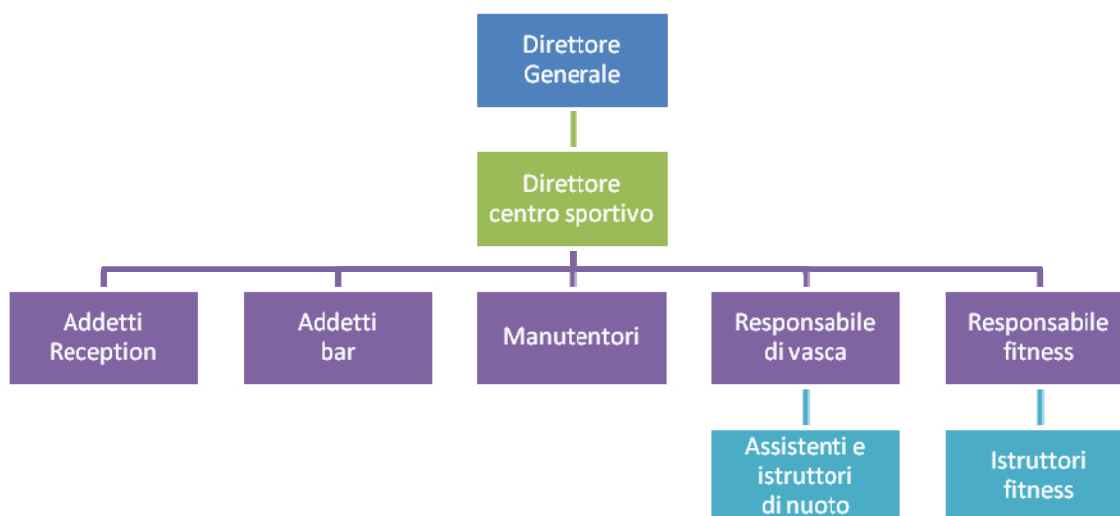 Direttore
Generale
Direttore
centro sportivo
Addetti
Reception
Addetti
bar
Manutentori
Responsabile
di vasca
Responsabile
fitness
Assistenti e
istruttori
di nuoto
Istruttori
fitness